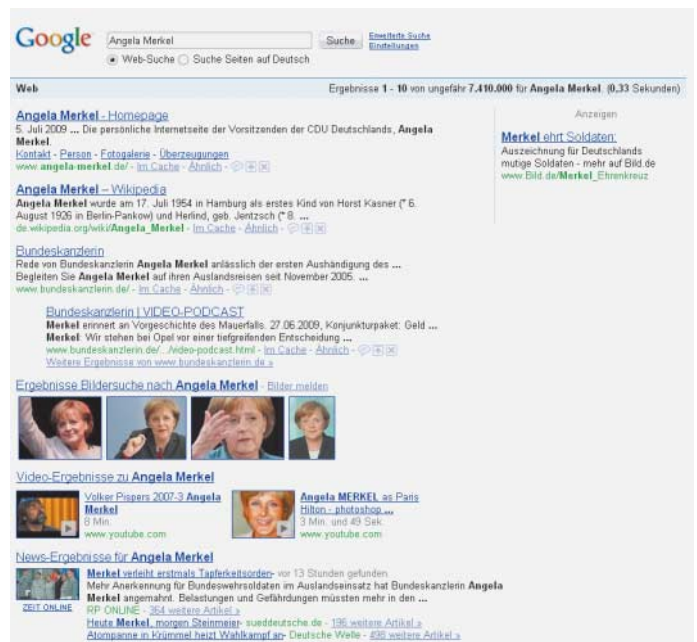 Google
Angela Merkel
Suche
Erweiterte Suche
Einstellungen
Web-Suche Suche Seiten auf Deutsch
Web
Ergebnisse 1 - 10 von ungefähr 7.410.000 für Angela Merkel. (0,33 Sekunden)
Angela Merkel - Homepage
5. Juli 2009 ... Die persönliche Internetseite der Vorsitzenden der CDU Deutschlands, Angela
Merkel.
Kontakt - Person - Fotogalerie - Überzeugungen
www.angela-merkel.de/ - Im Cache - Ähnlich -
Angela Merkel – Wikipedia
Angela Merkel wurde am 17. Juli 1954 in Hamburg als erstes Kind von Horst Kasner (* 6.
August 1926 in Berlin-Pankow) und Herlind, geb. Jentzsch (* 8. ...
de.wikipedia.org/wiki/Angela_Merkel - Im Cache - Ähnlich -
Bundeskanzlerin
Rede von Bundeskanzlerin Angela Merkel anlässlich der ersten Aushändigung des ...
Begleiten Sie Angela Merkel auf ihren Auslandsreisen seit November 2005. ...
www.bundeskanzlerin.de/ - Im Cache - Ähnlich -
Bundeskanzlerin | VIDEO-PODCAST
Merkel erinnert an Vorgeschichte des Mauerfalls. 27.06.2009, Konjunkturpaket: Geld ...
Merkel: Wir stehen bei Opel vor einer tiefgreifenden Entscheidung ...
www.bundeskanzlerin.de/.../video-podcast.html - Im Cache - Ähnlich -
Weitere Ergebnisse von www.bundeskanzlerin.de »
Ergebnisse Bildersuche nach Angela Merkel - Bilder melden
Video-Ergebnisse zu Angela Merkel
Volker Pispers 2007-3 Angela
Merkel
8 Min.
www.youtube.com
Angela MERKEL as Paris
Hilton - photoshop ...
3 Min. und 49 Sek.
www.youtube.com
News-Ergebnisse für Angela Merkel
ZEIT ONLINE
Merkel verleiht erstmals Tapferkeitsorden - vor 13 Stunden gefunden
Mehr Anerkennung für Bundeswehrsoldaten im Auslandseinsatz hat Bundeskanzlerin Angela
Merkel angemahnt. Belastungen und Gefährdungen müssten mehr in den ...
RP ONLINE - 364 weitere Artikel »
Heute Merkel, morgen Steinmeier - sueddeutsche.de - 196 weitere Artikel »
Atompanne in Krümmel heizt Wahlkampf an - Deutsche Welle - 498 weitere Artikel »
Anzeigen
Merkel ehrt Soldaten:
Auszeichnung für Deutschlands
mutige Soldaten - mehr auf Bild.de
www.Bild.de/Merkel_Ehrenkreuz